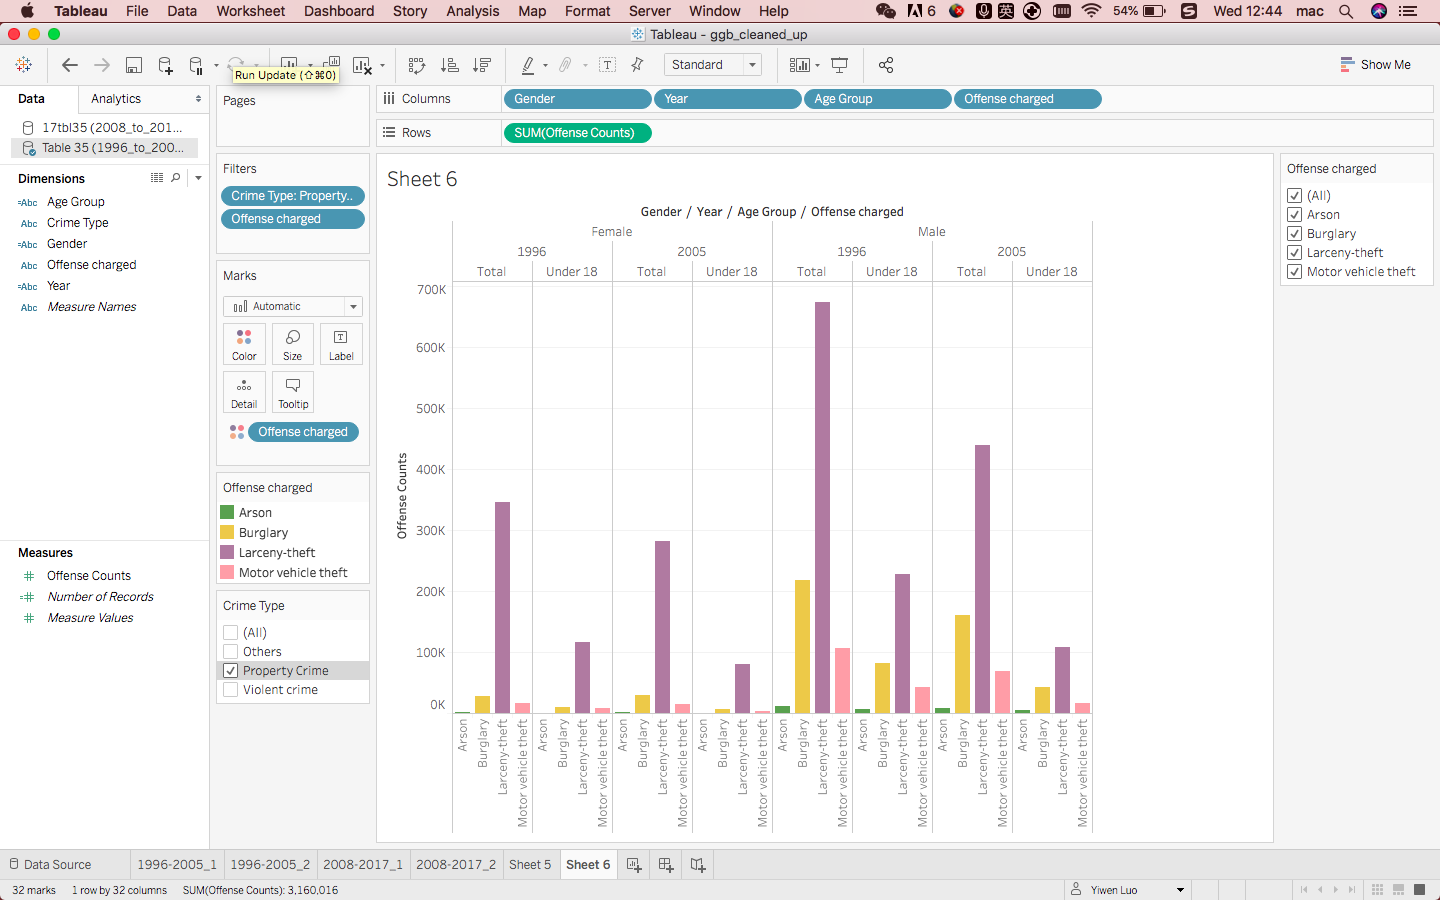 Tableau File Data Worksheet Dashboard Story Analysis Map Format Server Window Help 6 英 54% Wed 12:44 mac
Tableau - ggb_cleaned_up
Standard Show Me
Run Update (⇧⌘0)
Data Analytics
17tbl35 (2008_to_201...
Table 35 (1996_to_200...
Dimensions
=Abc Age Group
Abc Crime Type
=Abc Gender
Abc Offense charged
=Abc Year
Abc Measure Names
Measures
# Offense Counts
=# Number of Records
# Measure Values
Pages
Filters
Crime Type: Property..
Offense charged
Marks
Automatic
Color Size Label
Detail Tooltip
Offense charged
Offense charged
Arson
Burglary
Larceny-theft
Motor vehicle theft
Crime Type
(All)
Others
Property Crime
Violent crime
Columns Gender Year Age Group Offense charged
Rows SUM(Offense Counts)
Sheet 6
Gender / Year / Age Group / Offense charged
Female Male
1996 2005 1996 2005
Total Under 18 Total Under 18 Total Under 18 Total Under 18
700K
600K
500K
400K
300K
200K
100K
0K
Offense Counts
Arson Burglary Larceny-theft Motor vehicle theft Arson Burglary Larceny-theft Motor vehicle theft Arson Burglary Larceny-theft Motor vehicle theft Arson Burglary Larceny-theft Motor vehicle theft Arson Burglary Larceny-theft Motor vehicle theft Arson Burglary Larceny-theft Motor vehicle theft Arson Burglary Larceny-theft Motor vehicle theft Arson Burglary Larceny-theft Motor vehicle theft
Offense charged
(All)
Arson
Burglary
Larceny-theft
Motor vehicle theft
Data Source 1996-2005_1 1996-2005_2 2008-2017_1 2008-2017_2 Sheet 5 Sheet 6
32 marks 1 row by 32 columns SUM(Offense Counts): 3,160,016 Yiwen Luo